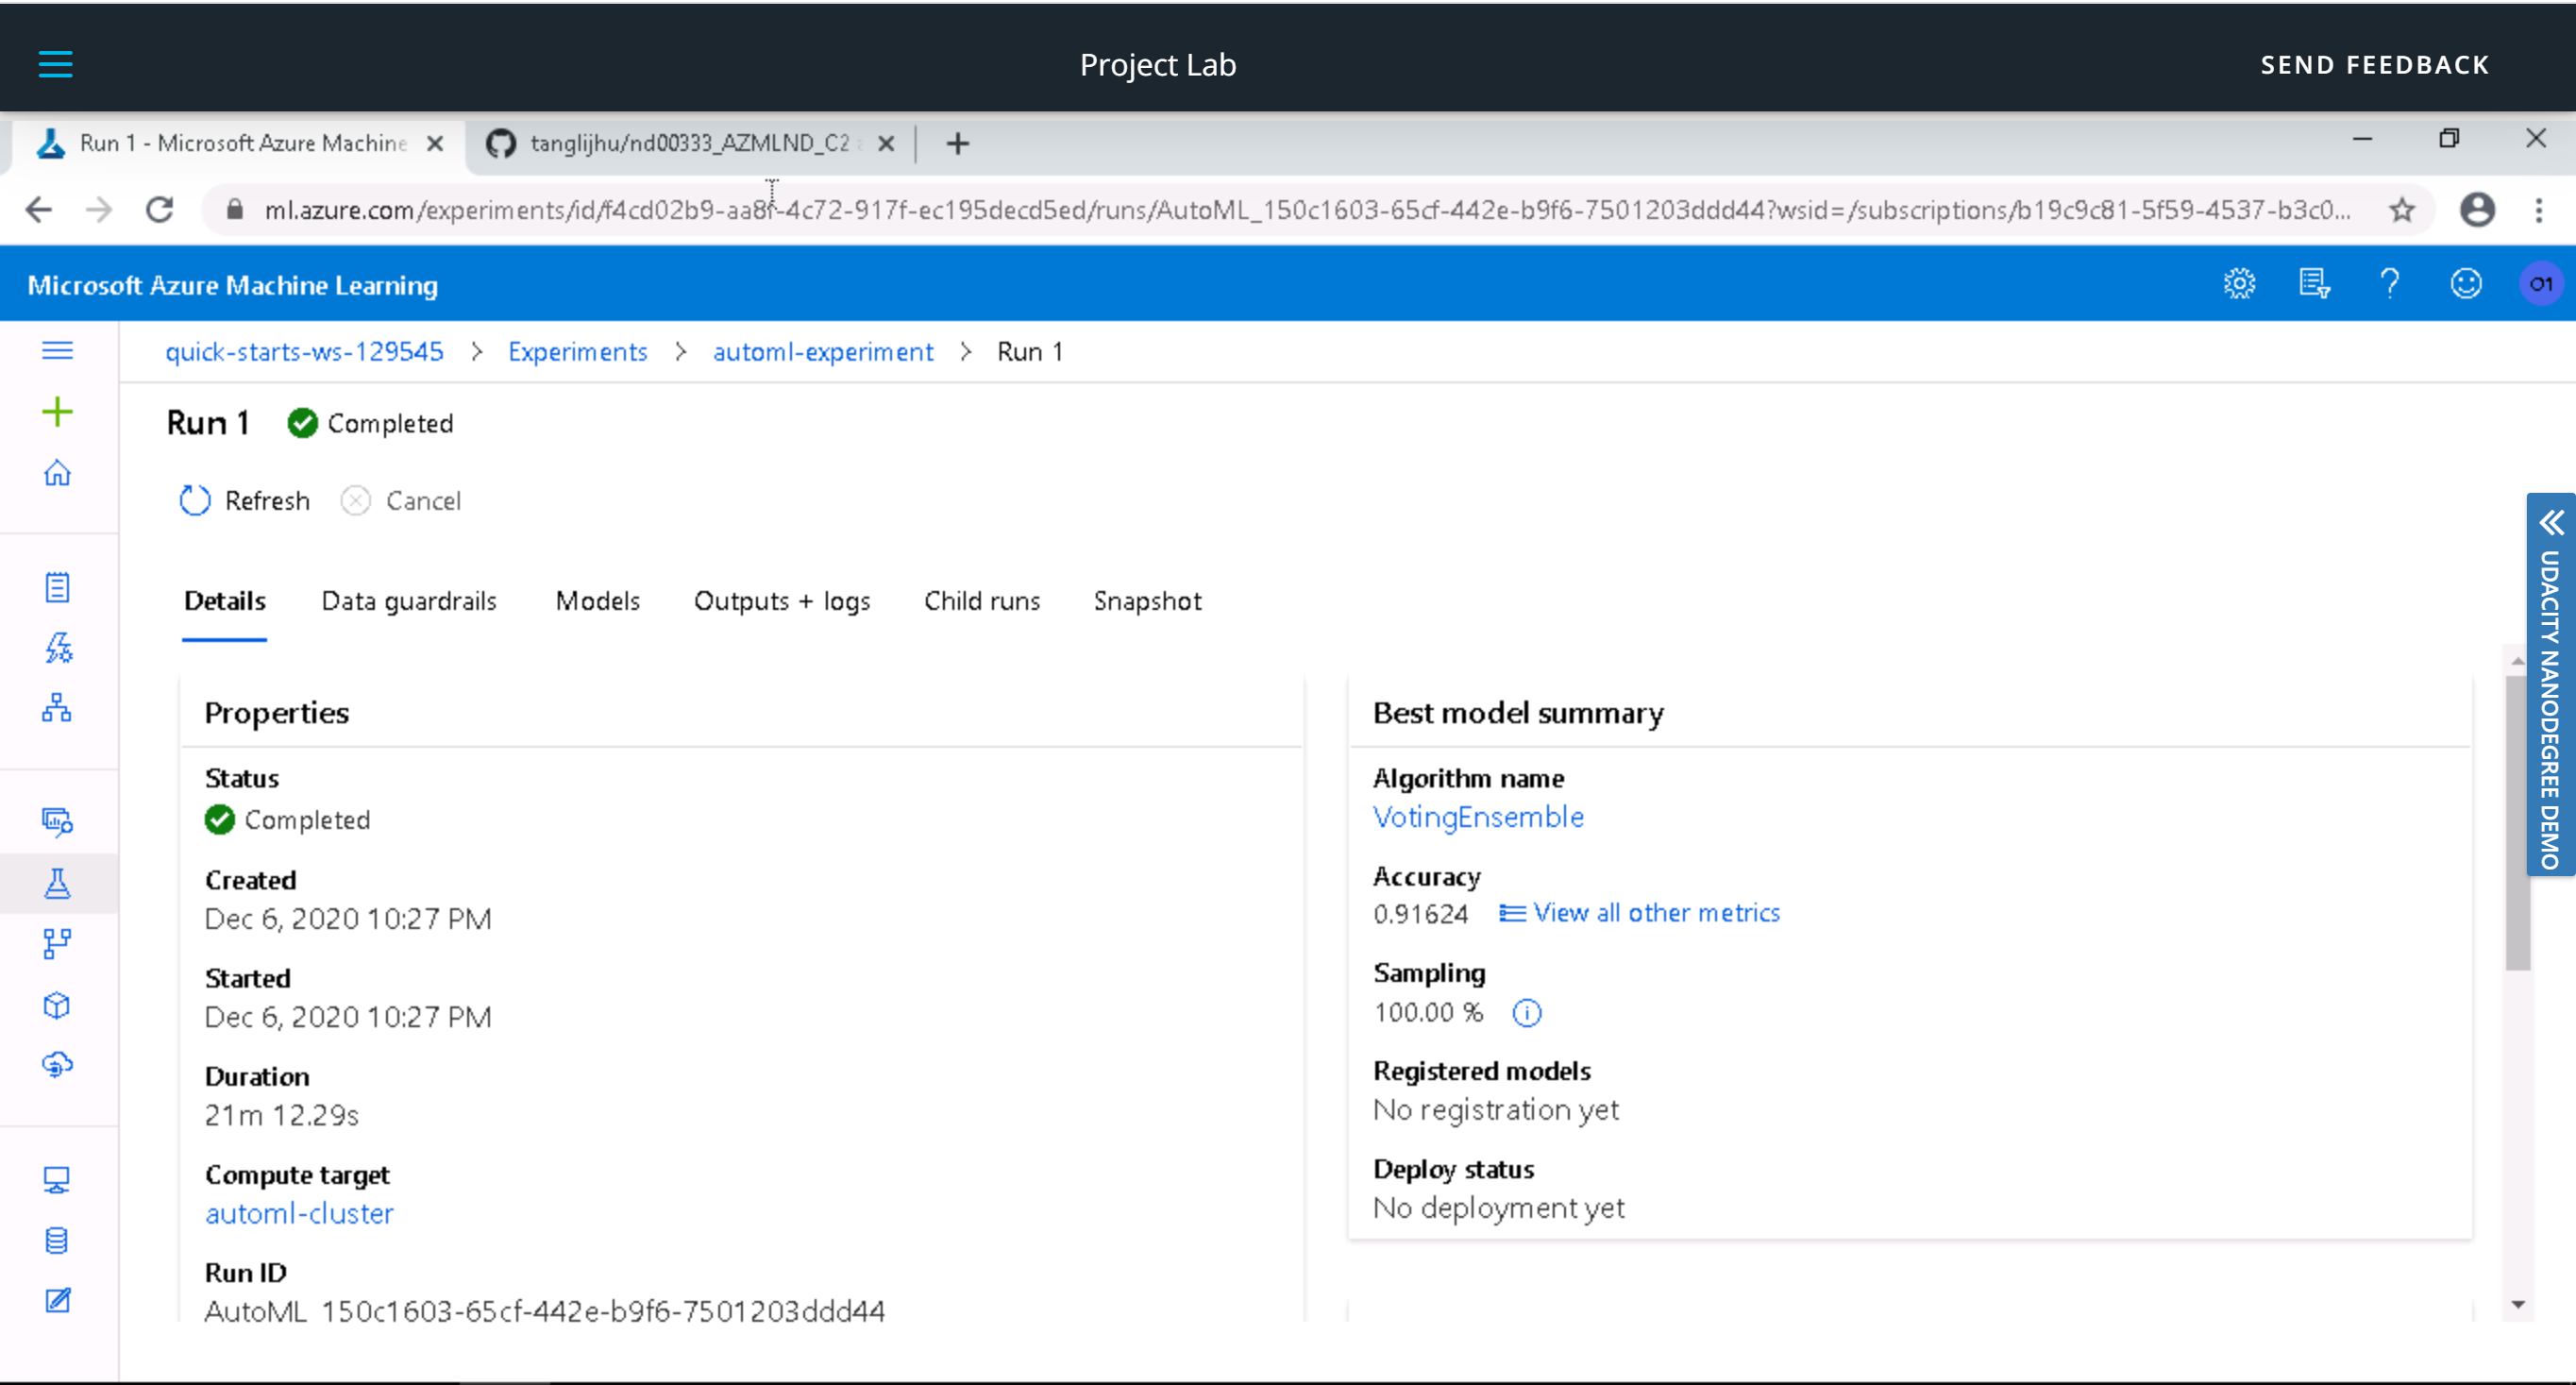 Project Lab
SEND FEEDBACK
Run 1 - Microsoft Azure Machine
tanglijhu/nd00333_AZMLND_C2
ml.azure.com/experiments/id/f4cd02b9-aa8f-4c72-917f-ec195decd5ed/runs/AutoML_150c1603-65cf-442e-b9f6-7501203ddd44?wsid=/subscriptions/b19c9c81-5f59-4537-b3c0...
Microsoft Azure Machine Learning
O1
quick-starts-ws-129545 > Experiments > automl-experiment > Run 1
Run 1 Completed
Refresh Cancel
Details Data guardrails Models Outputs + logs Child runs Snapshot
Properties
Status
Completed
Created
Dec 6, 2020 10:27 PM
Started
Dec 6, 2020 10:27 PM
Duration
21m 12.29s
Compute target
automl-cluster
Run ID
AutoML_150c1603-65cf-442e-b9f6-7501203ddd44
Best model summary
Algorithm name
VotingEnsemble
Accuracy
0.91624 View all other metrics
Sampling
100.00 %
Registered models
No registration yet
Deploy status
No deployment yet
UDACITY NANODEGREE DEMO